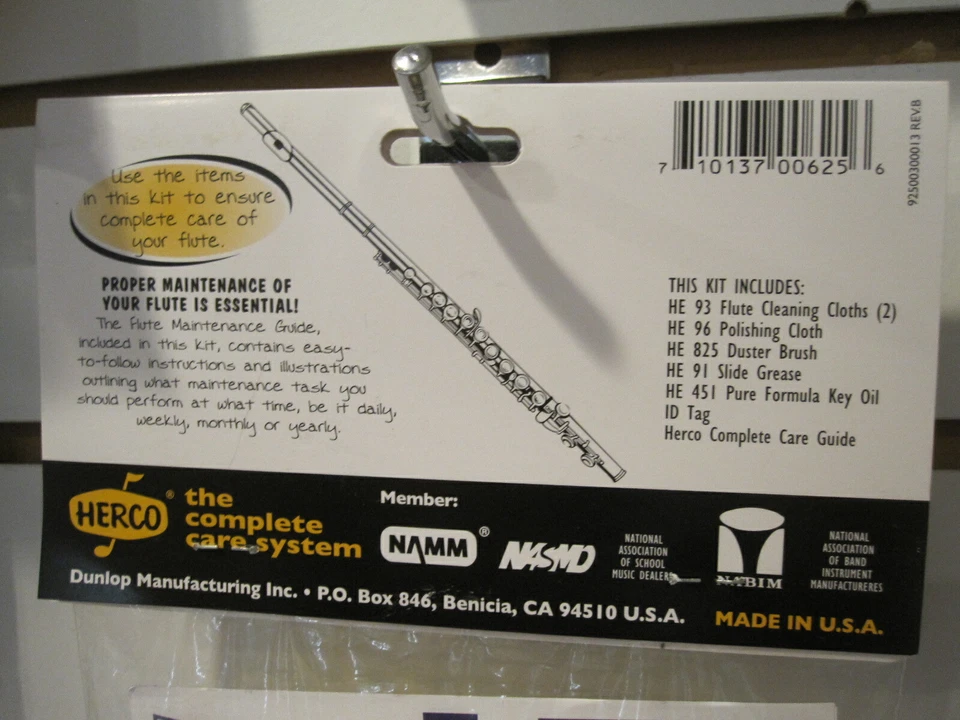 Use the items
in this kit to ensure
complete care of
your flute.
PROPER MAINTENANCE OF
YOUR FLUTE IS ESSENTIAL!
The Flute Maintenance Guide,
included in this kit, contains easy-
to-follow instructions and illustrations
outlining what maintenance task you
should perform at what time, be it daily,
weekly, monthly or yearly.
7 10137 00625 6
92500300013 REV.B
THIS KIT INCLUDES:
HE 93 Flute Cleaning Cloths (2)
HE 96 Polishing Cloth
HE 825 Duster Brush
HE 91 Slide Grease
HE 451 Pure Formula Key Oil
ID Tag
Herco Complete Care Guide
HERCO®
the
complete
care system
Member:
NAMM®
NASMD
NATIONAL
ASSOCIATION
OF SCHOOL
MUSIC DEALERS
NABIM
NATIONAL
ASSOCIATION
OF BAND
INSTRUMENT
MANUFACTURERES
Dunlop Manufacturing Inc. • P.O. Box 846, Benicia, CA 94510 U.S.A.
MADE IN U.S.A.